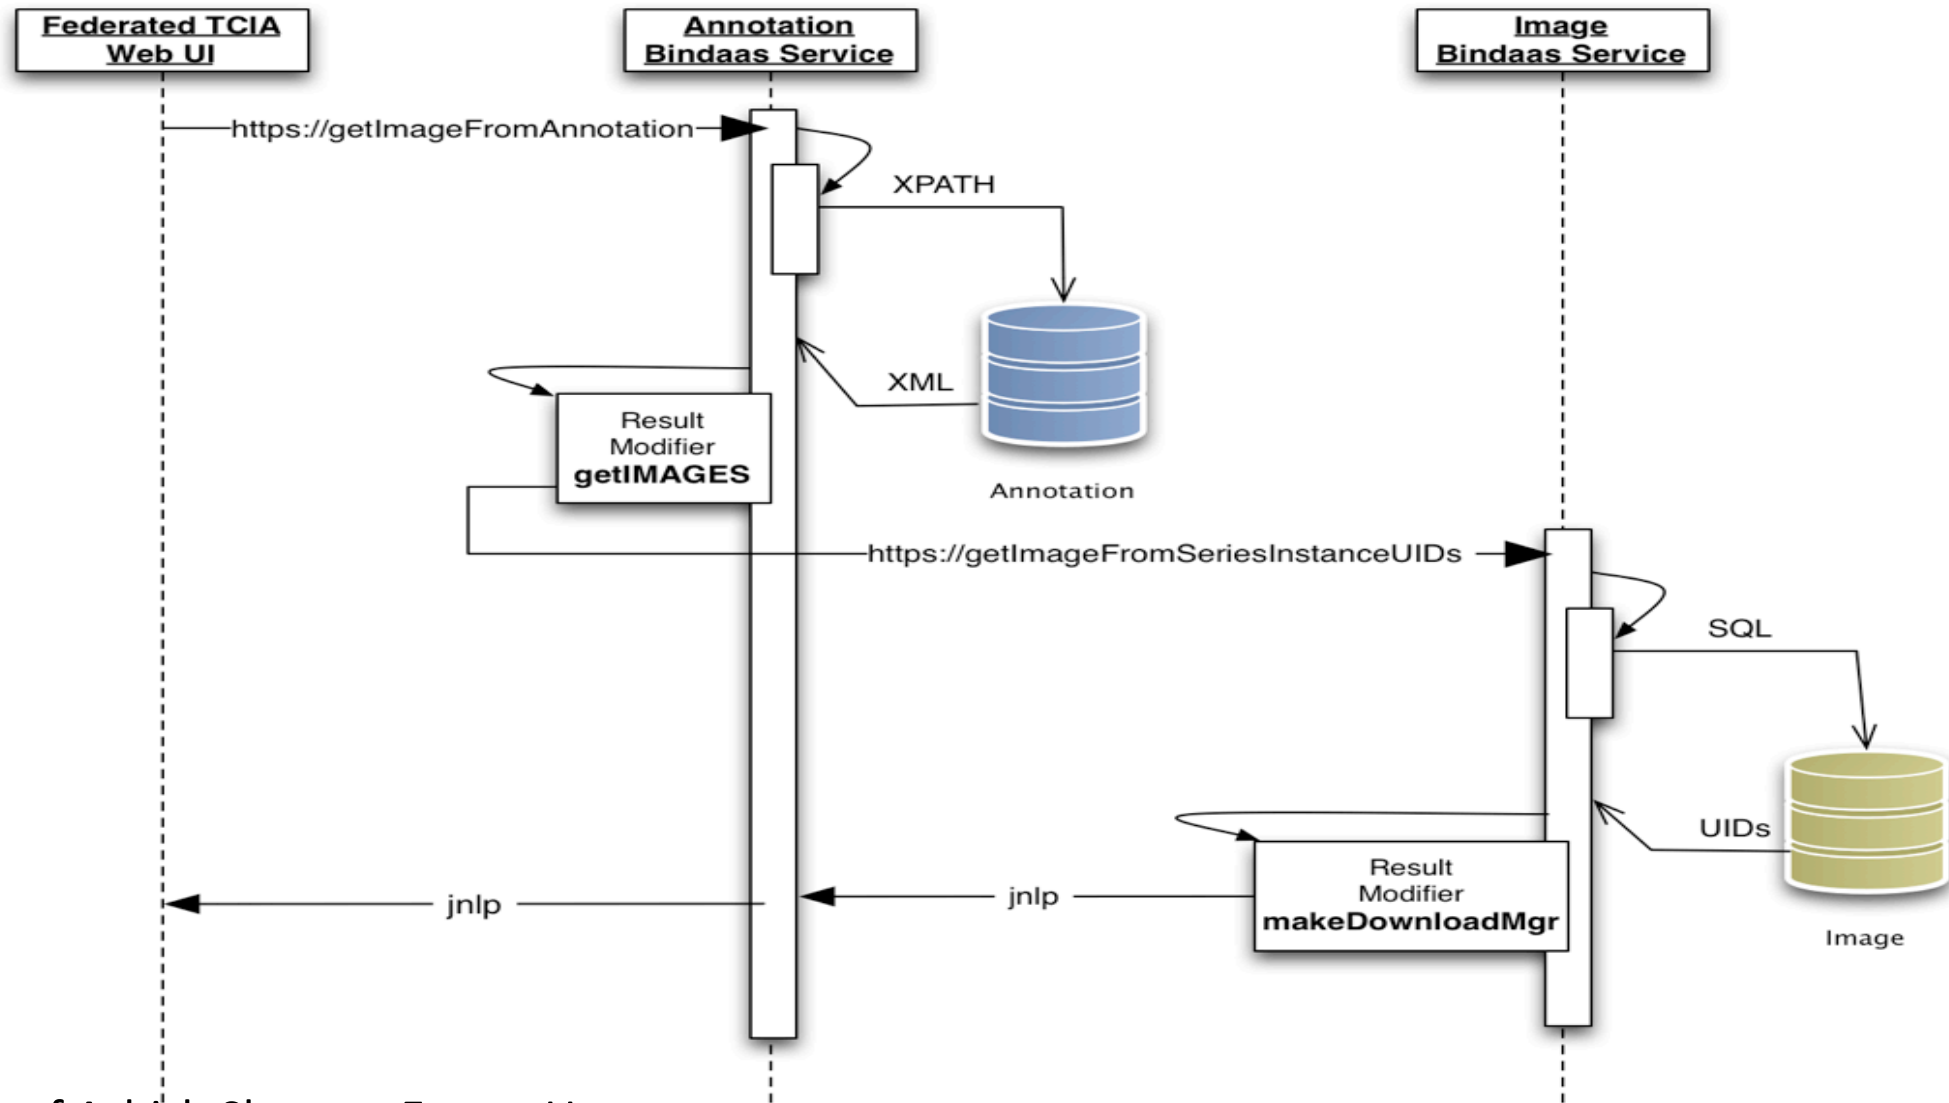 Federated TCIA
Web UI
Annotation
Bindaas Service
Image
Bindaas Service
https://getImageFromAnnotation
XPATH
XML
Result
Modifier
getIMAGES
Annotation
https://getImageFromSeriesInstanceUIDs
SQL
UIDs
Result
Modifier
makeDownloadMgr
jnlp
jnlp
Image